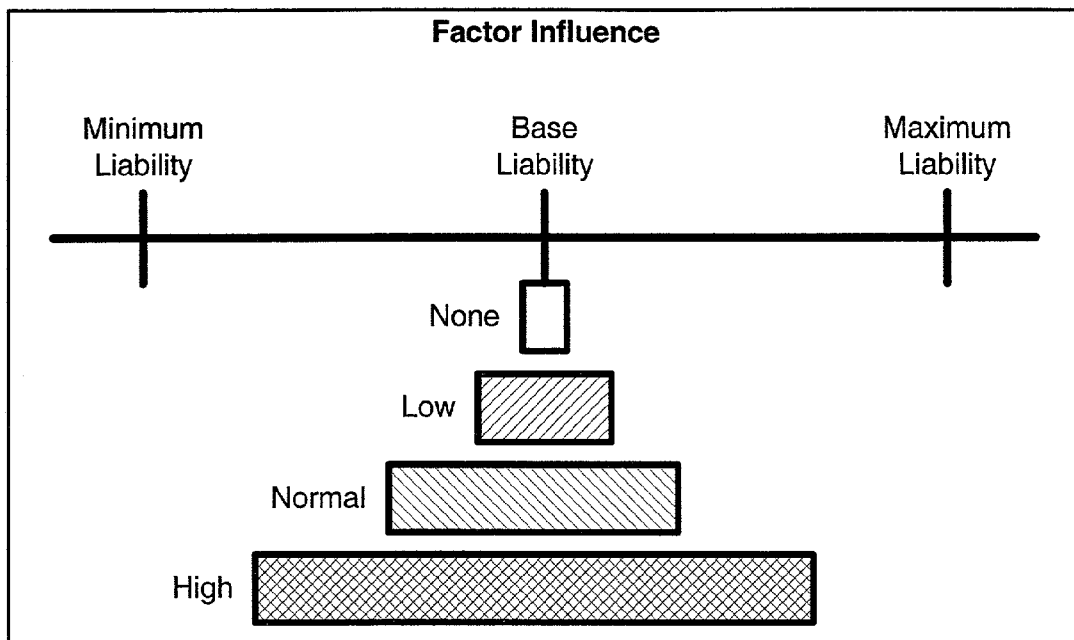 Factor Influence
Minimum Liability
Base Liability
Maximum Liability
None
Low
Normal
High